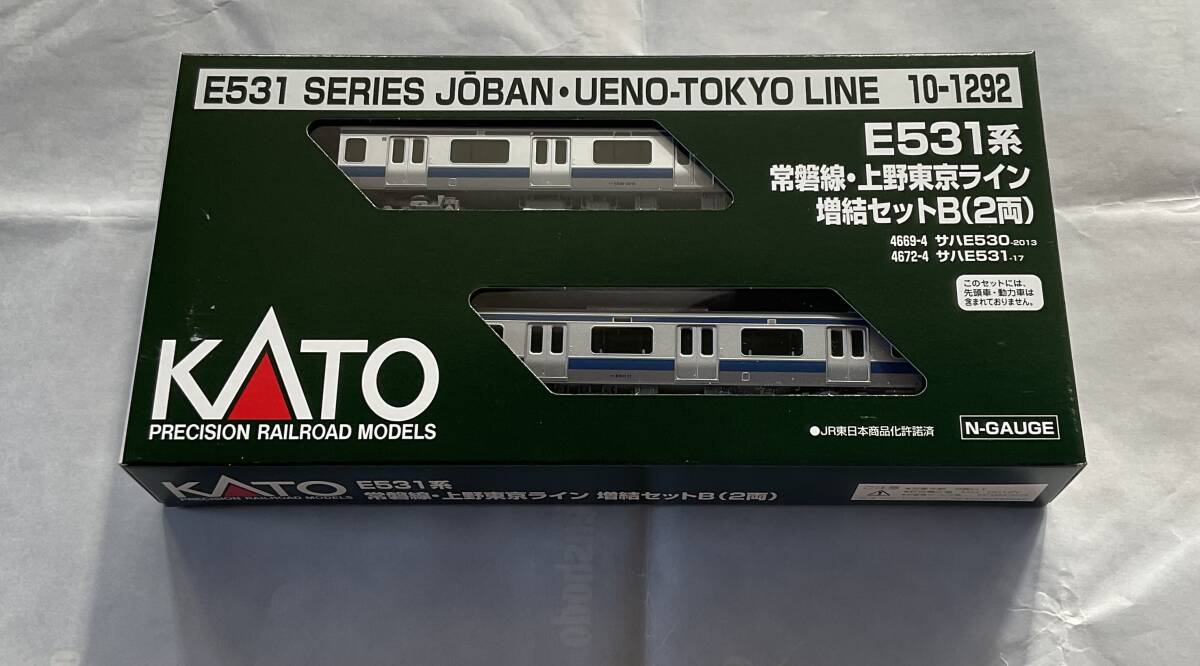 E531 SERIES JŌBAN・UENO-TOKYO LINE 10-1292
E531系
常磐線・上野東京ライン
増結セットB(2両)
4669-4 サハE530-2013
4672-4 サハE531-17
このセットには、
先頭車・動力車は
含まれておりません。
KATO
PRECISION RAILROAD MODELS
●JR東日本商品化許諾済
N-GAUGE
KATO
PRECISION RAILROAD MODELS
E531系
常磐線・上野東京ライン 増結セットB(2両)